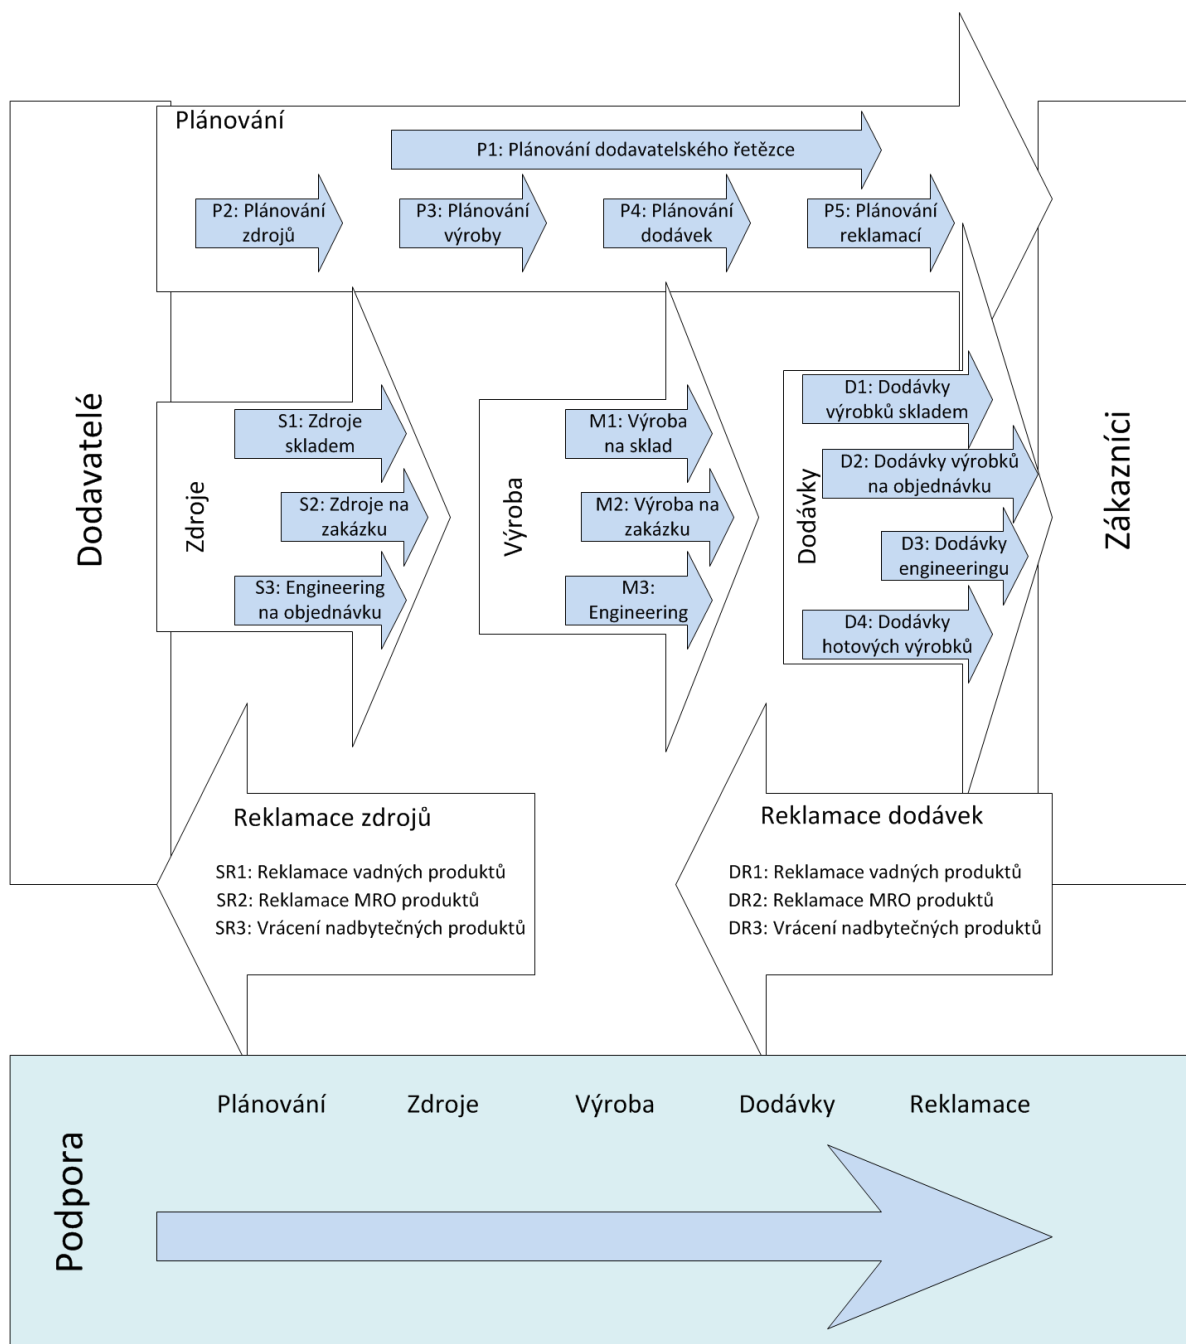 Plánování
P1: Plánování dodavatelského řetězce
P2: Plánování
zdrojů
P3: Plánování
výroby
P4: Plánování
dodávek
P5: Plánování
reklamací
Dodavatelé
Zdroje
S1: Zdroje
skladem
S2: Zdroje na
zakázku
S3: Engineering
na objednávku
Výroba
M1: Výroba
na sklad
M2: Výroba na
zakázku
M3:
Engineering
Dodávky
D1: Dodávky
výrobků skladem
D2: Dodávky výrobků
na objednávku
D3: Dodávky
engineeringu
D4: Dodávky
hotových výrobků
Zákazníci
Reklamace zdrojů
SR1: Reklamace vadných produktů
SR2: Reklamace MRO produktů
SR3: Vrácení nadbytečných produktů
Reklamace dodávek
DR1: Reklamace vadných produktů
DR2: Reklamace MRO produktů
DR3: Vrácení nadbytečných produktů
Podpora
Plánování
Zdroje
Výroba
Dodávky
Reklamace